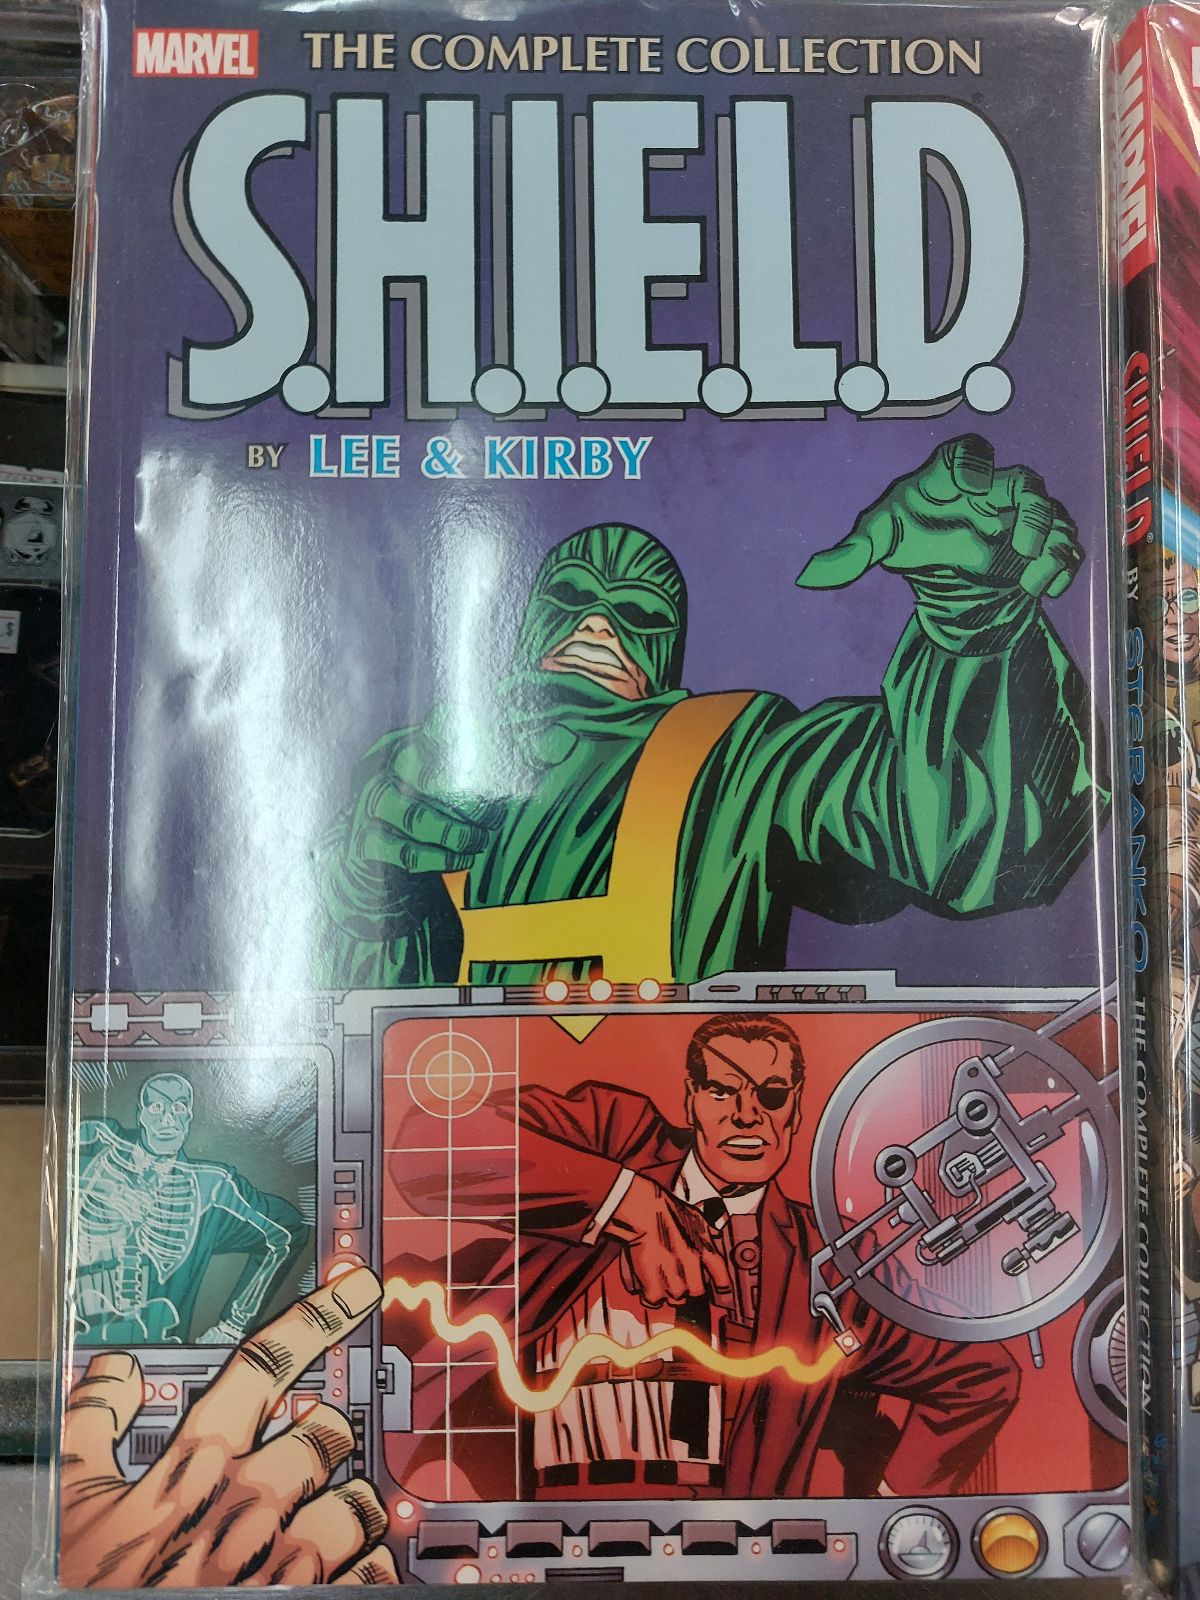 MARVEL THE COMPLETE COLLECTION
S.H.I.E.L.D.®
BY LEE & KIRBY
MARVEL
S.H.I.E.L.D.® BY STERANKO THE COMPLETE COLLECTION